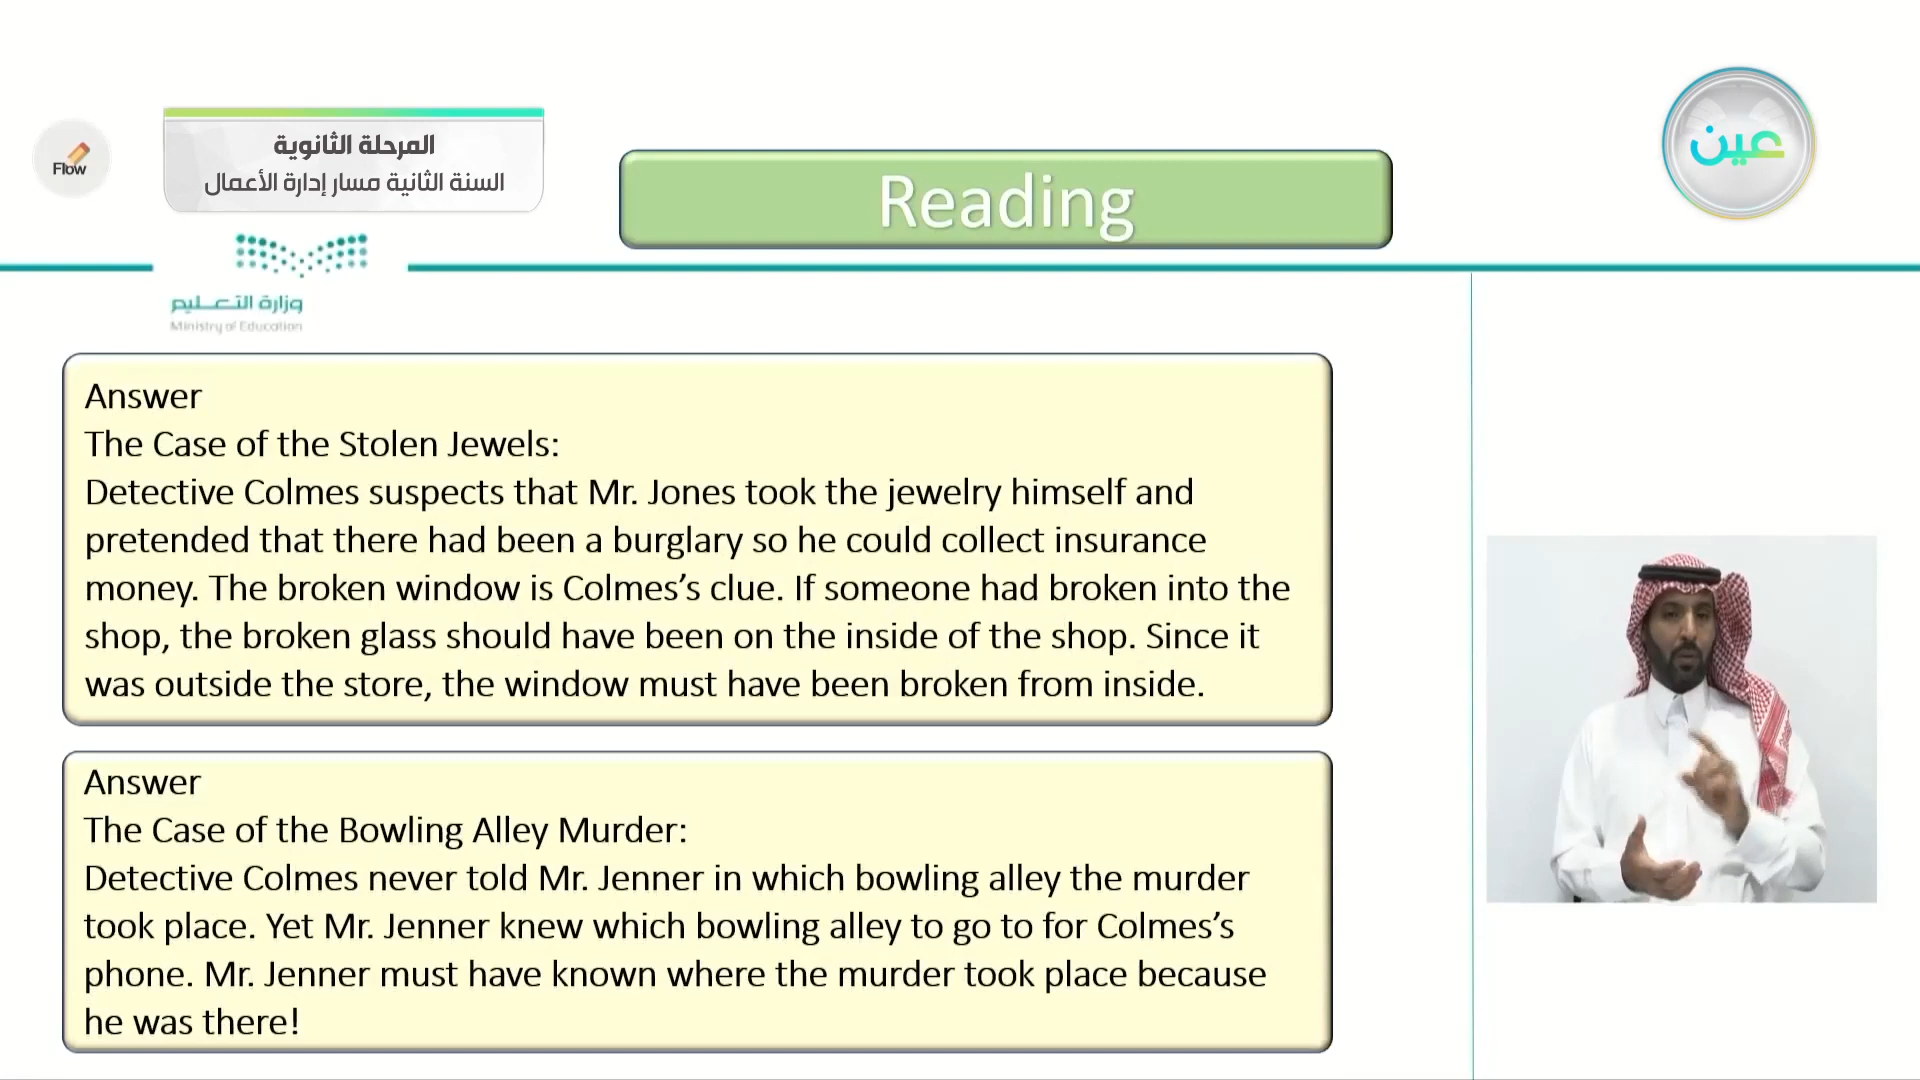 Flow
المرحلة الثانوية
السنة الثانية مسار إدارة الأعمال
Reading
عين
وزارة التعليم
Ministry of Education
Answer
The Case of the Stolen Jewels:
Detective Colmes suspects that Mr. Jones took the jewelry himself and
pretended that there had been a burglary so he could collect insurance
money. The broken window is Colmes’s clue. If someone had broken into the
shop, the broken glass should have been on the inside of the shop. Since it
was outside the store, the window must have been broken from inside.
Answer
The Case of the Bowling Alley Murder:
Detective Colmes never told Mr. Jenner in which bowling alley the murder
took place. Yet Mr. Jenner knew which bowling alley to go to for Colmes’s
phone. Mr. Jenner must have known where the murder took place because
he was there!